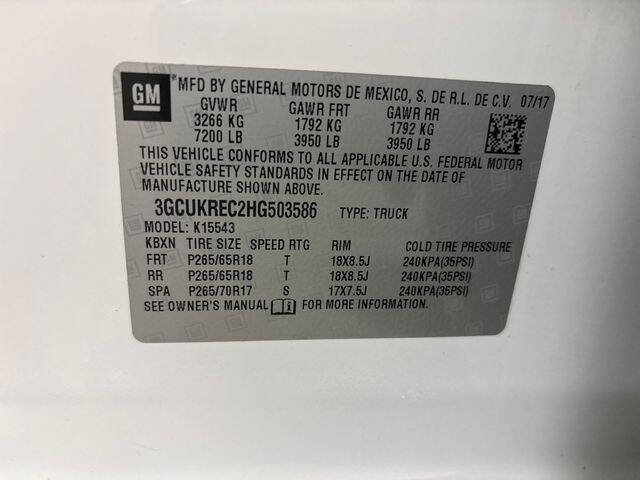 GM MFD BY GENERAL MOTORS DE MEXICO, S. DE R.L. DE C.V. 07/17
GVWR GAWR FRT GAWR RR
3266 KG 1792 KG 1792 KG
7200 LB 3950 LB 3950 LB
THIS VEHICLE CONFORMS TO ALL APPLICABLE U.S. FEDERAL MOTOR
VEHICLE SAFETY STANDARDS IN EFFECT ON THE DATE OF
MANUFACTURE SHOWN ABOVE.
3GCUKREC2HG503586 TYPE: TRUCK
MODEL: K15543
KBXN TIRE SIZE SPEED RTG RIM COLD TIRE PRESSURE
FRT P265/65R18 T 18X8.5J 240KPA(35PSI)
RR P265/65R18 T 18X8.5J 240KPA(35PSI)
SPA P265/70R17 S 17X7.5J 240KPA(35PSI)
SEE OWNER'S MANUAL FOR MORE INFORMATION.